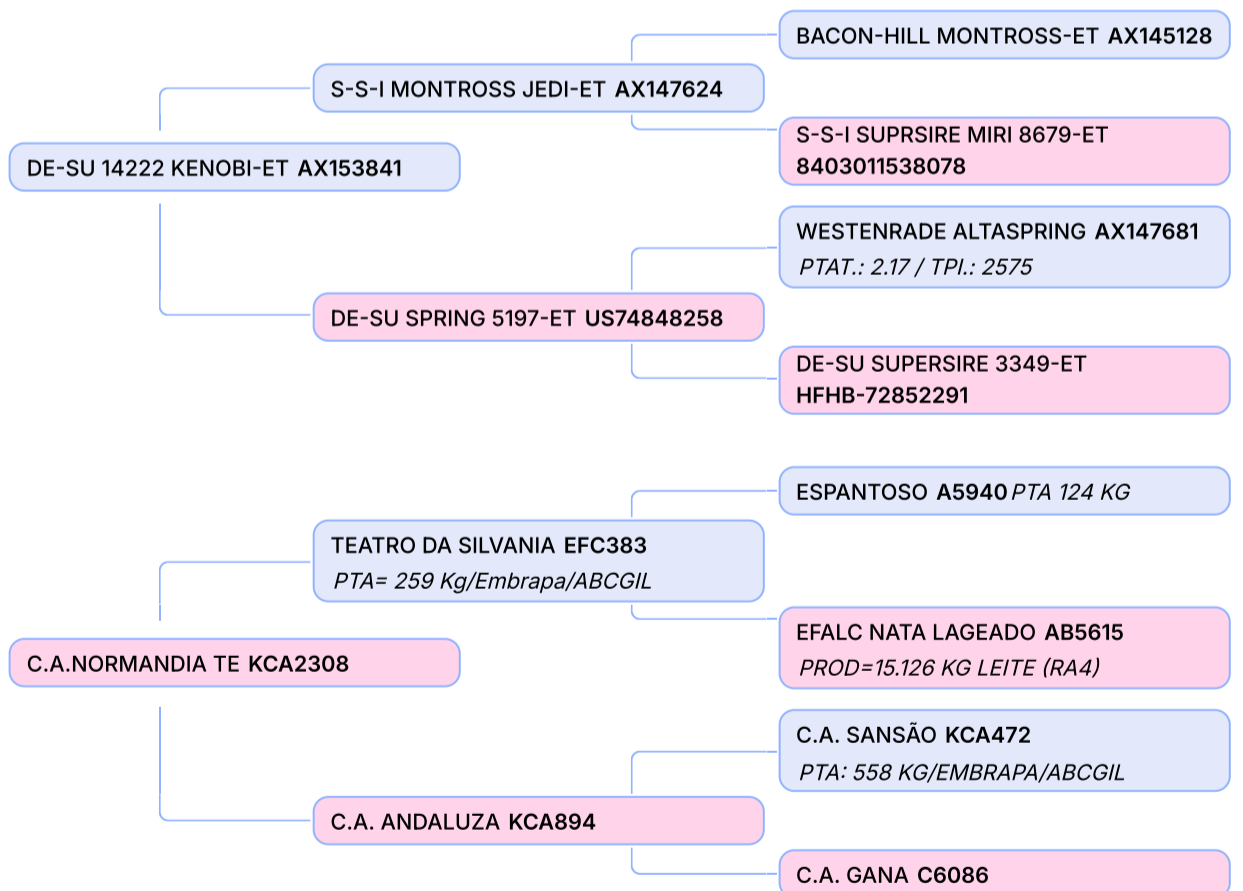 BACON-HILL MONTROSS-ET AX145128
S-S-I MONTROSS JEDI-ET AX147624
S-S-I SUPRSIRE MIRI 8679-ET
8403011538078
DE-SU 14222 KENOBI-ET AX153841
WESTENRADE ALTASPRING AX147681
PTAT.: 2.17 / TPI.: 2575
DE-SU SPRING 5197-ET US74848258
DE-SU SUPERSIRE 3349-ET
HFHB-72852291
ESPANTOSO A5940 PTA 124 KG
TEATRO DA SILVANIA EFC383
PTA= 259 Kg/Embrapa/ABCGIL
EFALC NATA LAGEADO AB5615
PROD=15.126 KG LEITE (RA4)
C.A.NORMANDIA TE KCA2308
C.A. SANSÃO KCA472
PTA: 558 KG/EMBRAPA/ABCGIL
C.A. ANDALUZA KCA894
C.A. GANA C6086